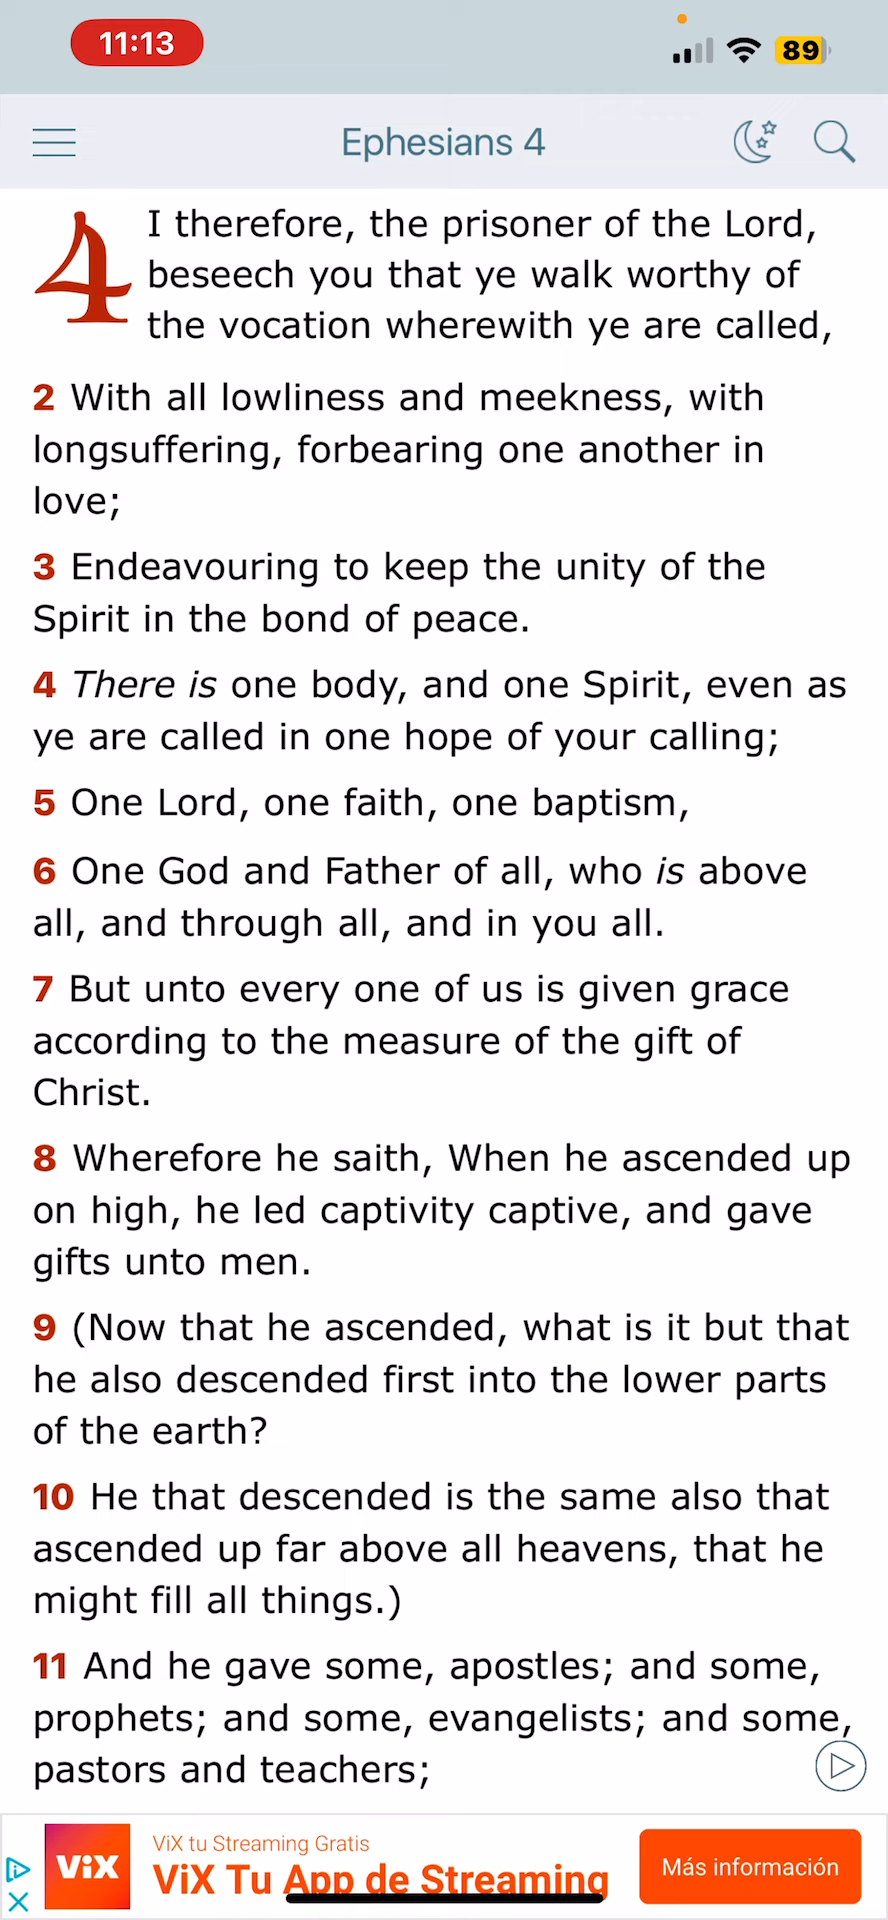 11:13
89
Ephesians 4
4 I therefore, the prisoner of the Lord,
beseech you that ye walk worthy of
the vocation wherewith ye are called,
2 With all lowliness and meekness, with
longsuffering, forbearing one another in
love;
3 Endeavouring to keep the unity of the
Spirit in the bond of peace.
4 There is one body, and one Spirit, even as
ye are called in one hope of your calling;
5 One Lord, one faith, one baptism,
6 One God and Father of all, who is above
all, and through all, and in you all.
7 But unto every one of us is given grace
according to the measure of the gift of
Christ.
8 Wherefore he saith, When he ascended up
on high, he led captivity captive, and gave
gifts unto men.
9 (Now that he ascended, what is it but that
he also descended first into the lower parts
of the earth?
10 He that descended is the same also that
ascended up far above all heavens, that he
might fill all things.)
11 And he gave some, apostles; and some,
prophets; and some, evangelists; and some,
pastors and teachers;
ViX
ViX tu Streaming Gratis
ViX Tu App de Streaming
Más información